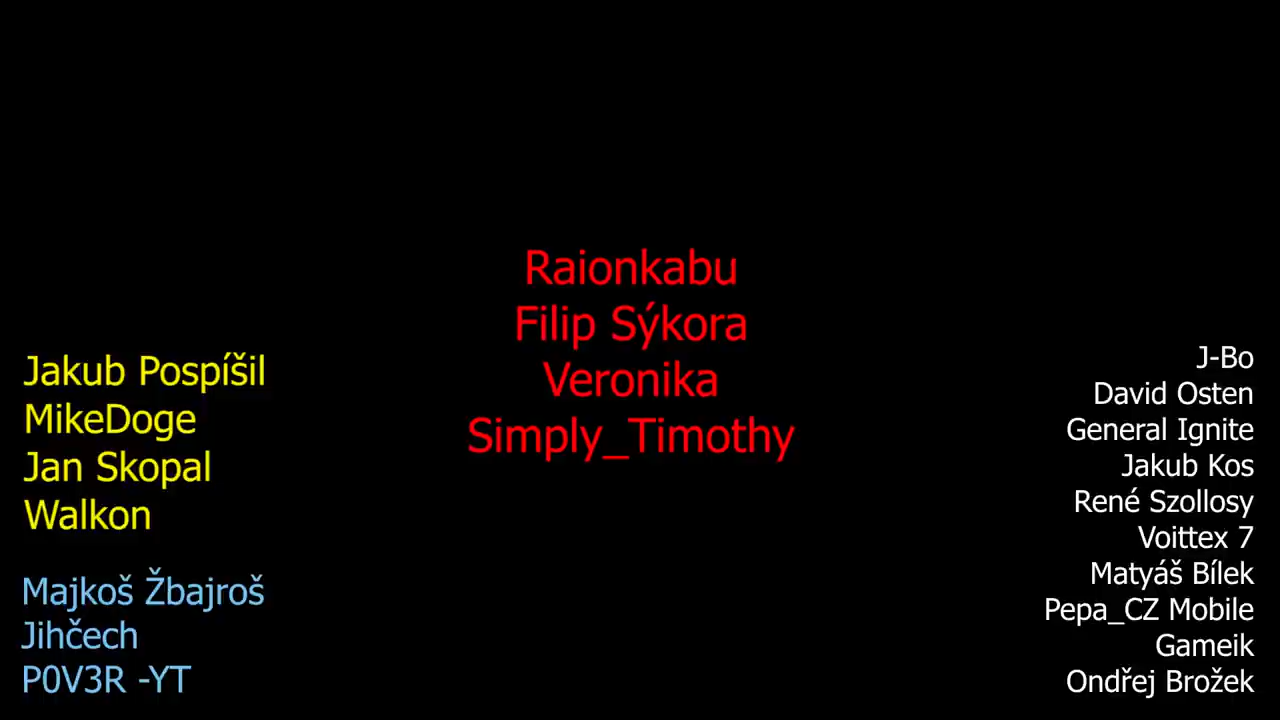 Raionkabu
Filip Sýkora
Veronika
Simply_Timothy
Jakub Pospíšil
MikeDoge
Jan Skopal
Walkon
Majkoš Žbajroš
Jihčech
P0V3R -YT
J-Bo
David Osten
General Ignite
Jakub Kos
René Szollosy
Voittex 7
Matyáš Bílek
Pepa_CZ Mobile
Gameik
Ondřej Brožek